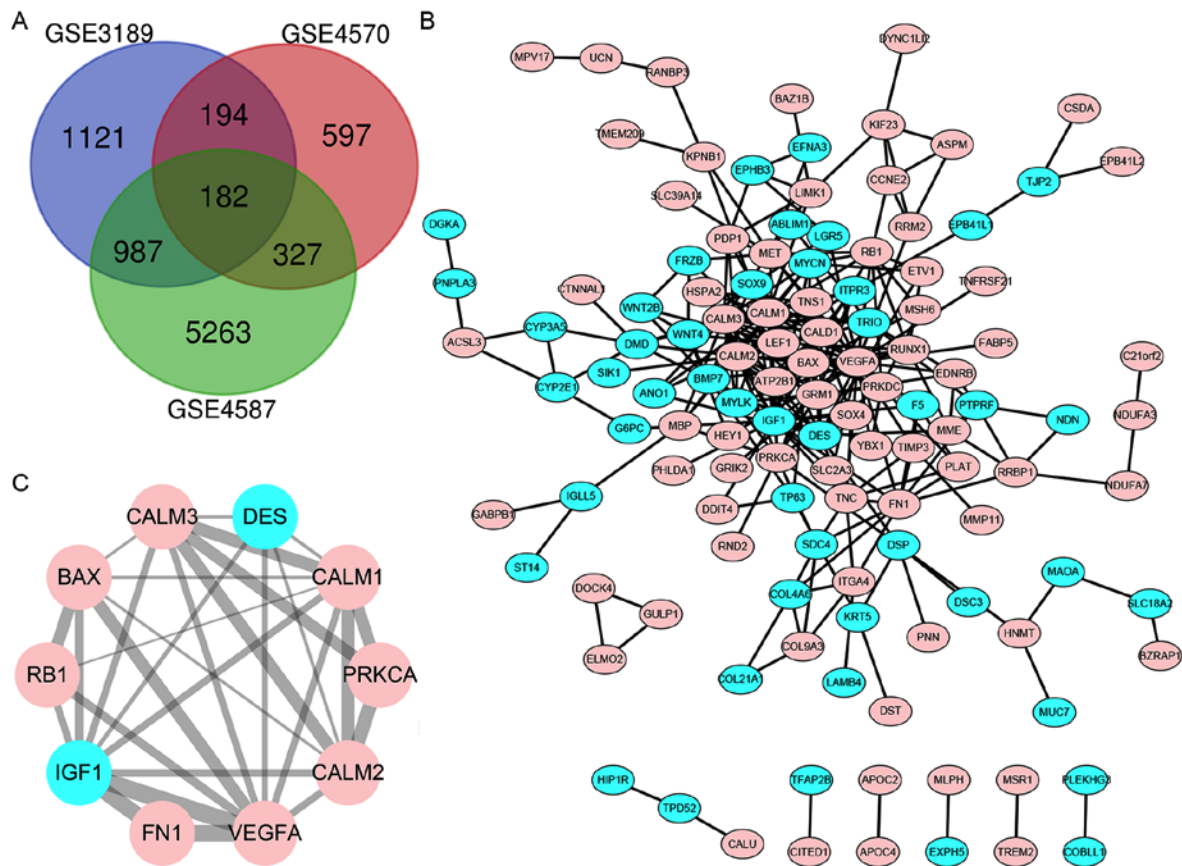 A
GSE3189
GSE4570
1121
194
597
182
987
327
5263
GSE4587
B
MPV17
UCN
RANBP3
DYNC1LI2
BAZ1B
CSDA
TMEM209
KPNB1
EFNA3
KIF23
ASPM
EPB41L2
EPHB3
CCNE2
TJP2
SLC39A14
LIMK1
DGKA
ABLIM1
RRM2
EPB41L1
PDP1
LGR5
MET
RB1
PNPLA3
FRZB
MYCN
ETV1
TNFRSF21
CTNNAL1
HSPA2
SOX9
ITPR3
WNT2B
TNS1
MSH6
CALM3
CALM1
TRIO
CYP3A5
WNT4
CALD1
ACSL3
DMD
LEF1
RUNX1
FABP5
CALM2
BAX
VEGFA
C21orf2
SIK1
BMP7
EDNRB
CYP2E1
ATP2B1
PRKDC
ANO1
MYLK
GRM1
F5
PTPRF
NDN
G6PC
MBP
IGF1
SOX4
NDUFA3
HEY1
DES
MME
YBX1
TIMP3
PRKCA
PHLDA1
GRIK2
SLC2A3
PLAT
RRBP1
NDUFA7
IGLL5
DDIT4
TP63
TNC
FN1
GABPB1
MMP11
RND2
SDC4
DSP
ST14
DOCK4
ITGA4
MAOA
COL4A6
DSC3
SLC18A2
GULP1
KRT5
HNMT
ELMO2
COL9A3
PNN
BZRAP1
COL21A1
LAMB4
DST
MUC7
HIP1R
TFAP2B
APOC2
MLPH
MSR1
PLEKHG3
TPD52
CALU
CITED1
APOC4
EXPH5
TREM2
COBLL1
C
CALM3
DES
BAX
CALM1
RB1
PRKCA
IGF1
CALM2
FN1
VEGFA